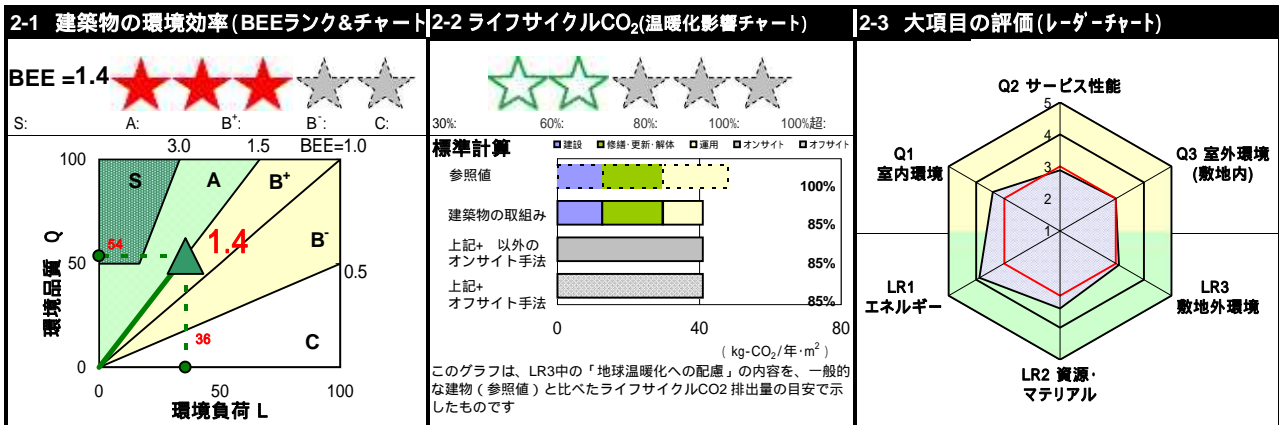 2-1 建築物の環境効率(BEEランク&チャート
BEE =1.4
S: A: B+: B-: C:
3.0 1.5 BEE=1.0
100
S A B+
B-
Q
54
1.4
50
0.5
環境品質
36
C
0
0 50 100
環境負荷 L
2-2 ライフサイクルCO2(温暖化影響チャート)
30%: 60%: 80%: 100%: 100%超:
標準計算
建設 修繕・更新・解体 運用 オンサイト オフサイト
参照値 100%
建築物の取組み 85%
上記+ 以外の
オンサイト手法 85%
上記+
オフサイト手法 85%
0 40 80
( kg-CO2/年・m2 )
このグラフは、LR3中の「地球温暖化への配慮」の内容を、一般的
な建物(参照値)と比べたライフサイクルCO2 排出量の目安で示
したものです
2-3 大項目の評価(レーダーチャート)
Q2 サービス性能
5
4
3
2
1
Q1
室内環境
Q3 室外環境
(敷地内)
LR1
エネルギー
LR3
敷地外環境
LR2 資源・
マテリアル